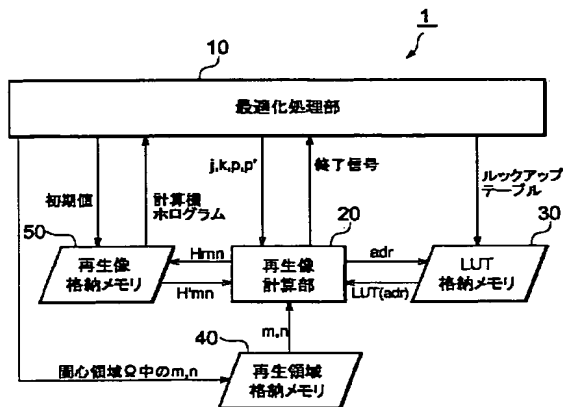 1
10
最適化処理部
j,k,p,p'
終了信号
ルックアップ
テーブル
初期値
計算機
ホログラム
50
20
30
再生像
格納メモリ
Hmn
H'mn
再生像
計算部
adr
LUT(adr)
LUT
格納メモリ
m,n
40
関心領域Ω中のm,n
再生領域
格納メモリ